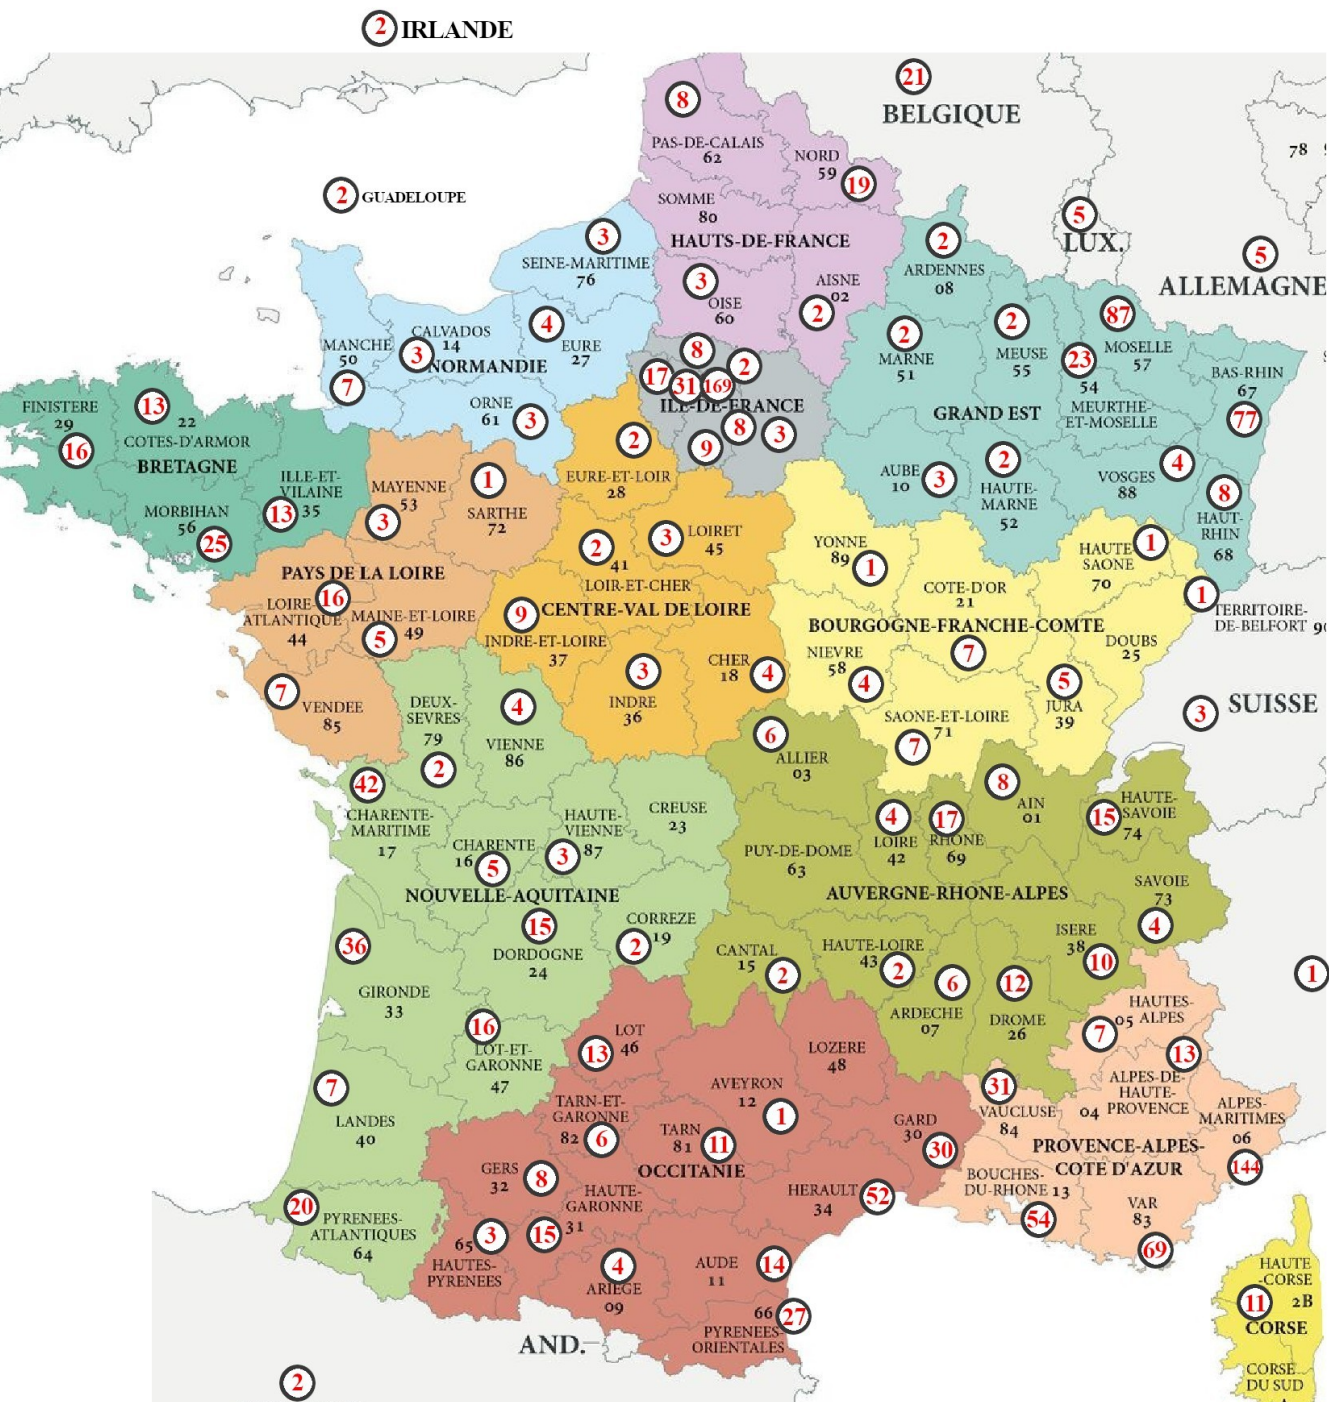 2 IRLANDE
21
BELGIQUE
8
PAS-DE-CALAIS
62
NORD
59
19
78
2 GUADELOUPE
SOMME
80
HAUTS-DE-FRANCE
5
LUX.
5
ALLEMAGNE
3
SEINE-MARITIME
76
2
ARDENNES
08
3
OISE
60
AISNE
02
2
4
EURE
27
CALVADOS
14
3
NORMANDIE
MANCHE
50
7
ORNE
61
3
2
MARNE
51
2
MEUSE
55
87
MOSELLE
57
23
54
MEURTHE-
ET-MOSELLE
BAS-RHIN
67
77
8
2
17
31
169
ILE-DE-FRANCE
8
9
3
GRAND EST
FINISTERE
29
16
13
22
COTES-D'ARMOR
BRETAGNE
ILLE-ET-
VILAINE
35
13
MORBIHAN
56
25
MAYENNE
53
3
1
SARTHE
72
2
EURE-ET-LOIR
28
AUBE
10
3
2
HAUTE-
MARNE
52
VOSGES
88
4
8
HAUT-
RHIN
68
3
LOIRET
45
2
41
LOIR-ET-CHER
YONNE
89
1
COTE-D'OR
21
HAUTE
SAONE
70
1
1
TERRITOIRE-
DE-BELFORT
PAYS DE LA LOIRE
16
LOIRE-
ATLANTIQUE
44
MAINE-ET-LOIRE
49
5
9
CENTRE-VAL DE LOIRE
INDRE-ET-LOIRE
37
BOURGOGNE-FRANCHE-COMTE
7
DOUBS
25
NIEVRE
58
4
5
JURA
39
3
SUISSE
7
VENDEE
85
DEUX-
SEVRES
79
2
4
VIENNE
86
3
INDRE
36
CHER
18
4
SAONE-ET-LOIRE
71
7
6
ALLIER
03
42
CHARENTE-
MARITIME
17
CHARENTE
16
5
HAUTE-
VIENNE
87
3
CREUSE
23
PUY-DE-DOME
63
4
LOIRE
42
17
RHONE
69
8
AIN
01
15
HAUTE-
SAVOIE
74
NOUVELLE-AQUITAINE
AUVERGNE-RHONE-ALPES
SAVOIE
73
4
36
GIRONDE
33
15
DORDOGNE
24
CORREZE
19
2
CANTAL
15
2
HAUTE-LOIRE
43
2
6
ARDECHE
07
12
DROME
26
ISERE
38
10
1
16
LOT-ET-
GARONNE
47
13
LOT
46
LOZERE
48
HAUTES-
ALPES
05
7
13
7
LANDES
40
TARN-ET-
GARONNE
82
6
AVEYRON
12
1
TARN
81
11
OCCITANIE
GARD
30
30
31
VAUCLUSE
84
ALPES-DE-
HAUTE-
PROVENCE
04
ALPES-
MARITIMES
06
144
PROVENCE-ALPES-
COTE D'AZUR
GERS
32
8
HAUTE-
GARONNE
31
15
HERAULT
34
52
BOUCHES-
DU-RHONE 13
54
VAR
83
69
20
PYRENEES-
ATLANTIQUES
64
65
3
HAUTES-
PYRENEES
4
ARIEGE
09
AUDE
11
14
66
27
PYRENEES-
ORIENTALES
AND.
2
HAUTE
-CORSE
2B
11
CORSE
CORSE
DU SUD